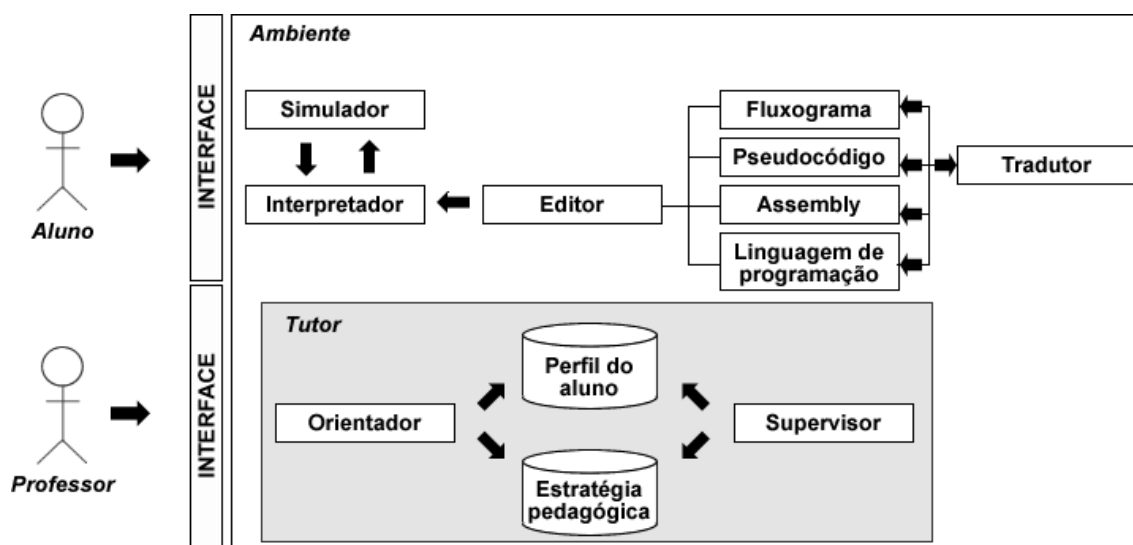 Ambiente
INTERFACE
Simulador
Fluxograma
Pseudocódigo
Tradutor
Interpretador
Editor
Assembly
Aluno
Linguagem de
programação
INTERFACE
Tutor
Perfil do
aluno
Orientador
Supervisor
Professor
Estratégia
pedagógica